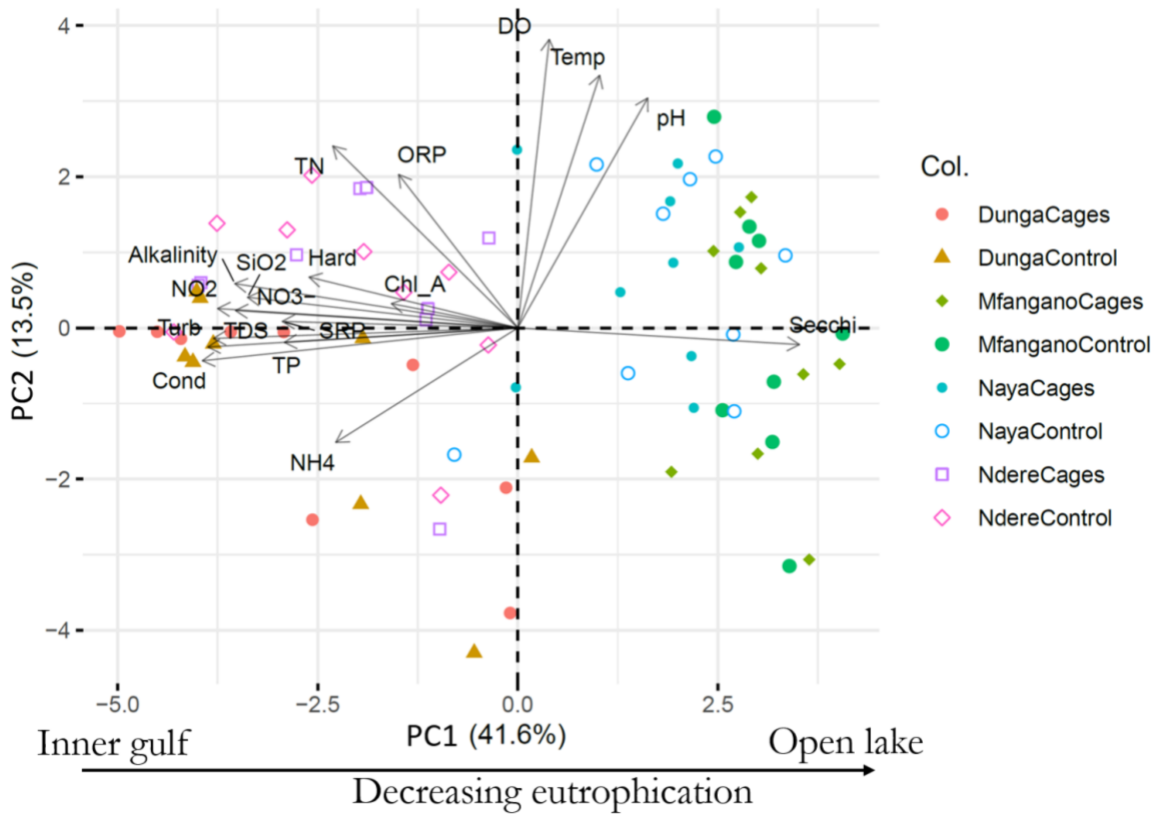 DO
Temp
pH
TN
ORP
Alkalinity
SiO2
Hard
NO2
NO3-
Chl_A
Turb
TDS
SRP
Secchi
Cond
TP
NH4
4
2
0
−2
−4
PC2 (13.5%)
−5.0
−2.5
0.0
2.5
PC1 (41.6%)
Inner gulf
Open lake
Decreasing eutrophication
Col.
DungaCages
DungaControl
MfanganoCages
MfanganoControl
NayaCages
NayaControl
NdereCages
NdereControl